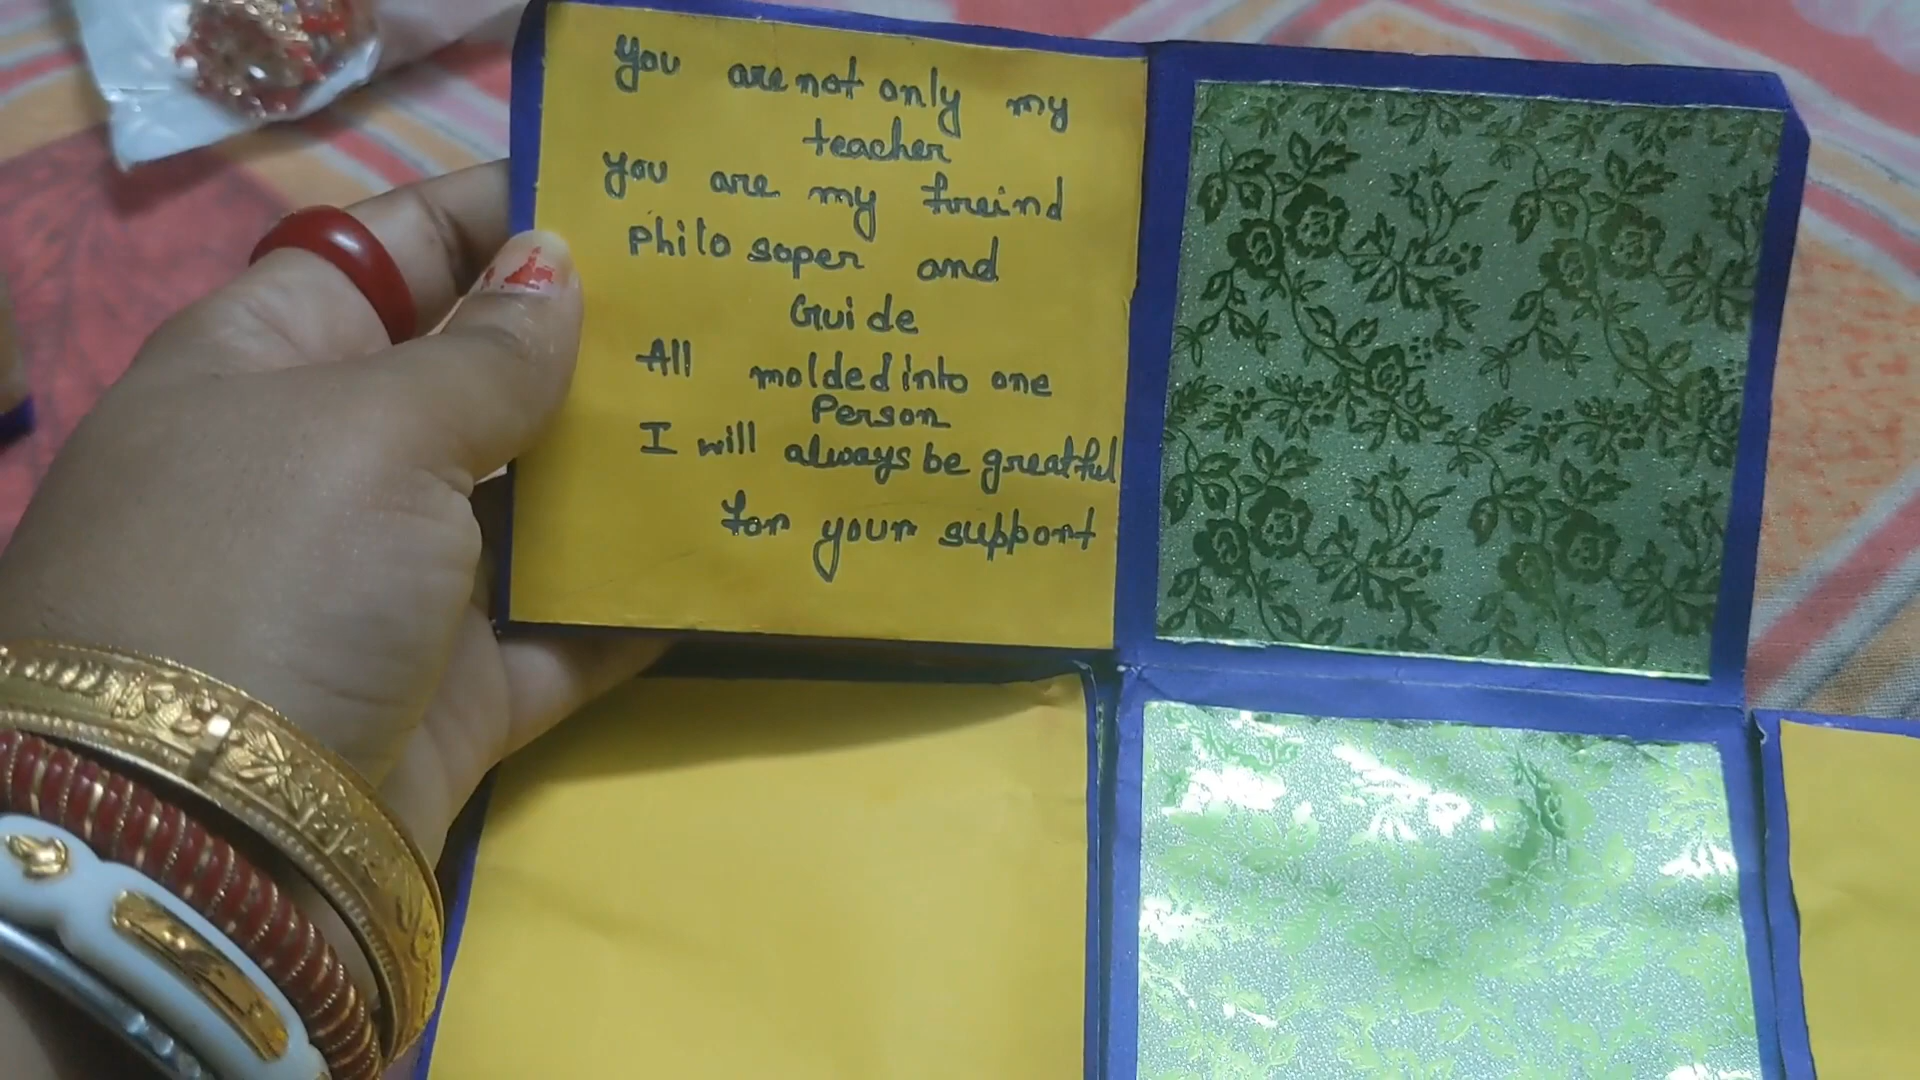 You are not only my
teacher
You are my freind
Philo soper and
Guide
All molded into one
Person
I will always be greatful
for your support